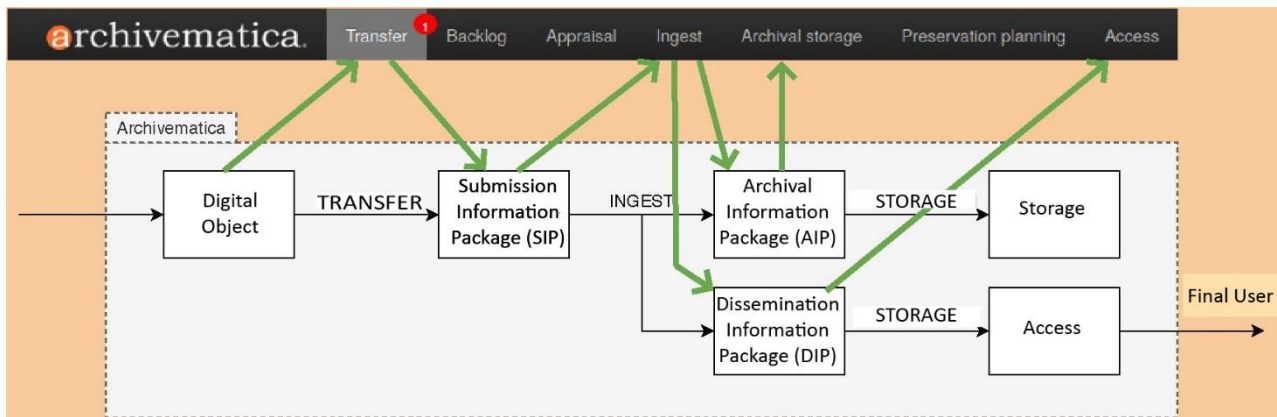 archivematica.
Transfer 1 Backlog Appraisal Ingest Archival storage Preservation planning Access
Archivematica
Digital
Object
TRANSFER
Submission
Information
Package (SIP)
INGEST
Archival
Information
Package (AIP)
STORAGE
Storage
Dissemination
Information
Package (DIP)
STORAGE
Access
Final User